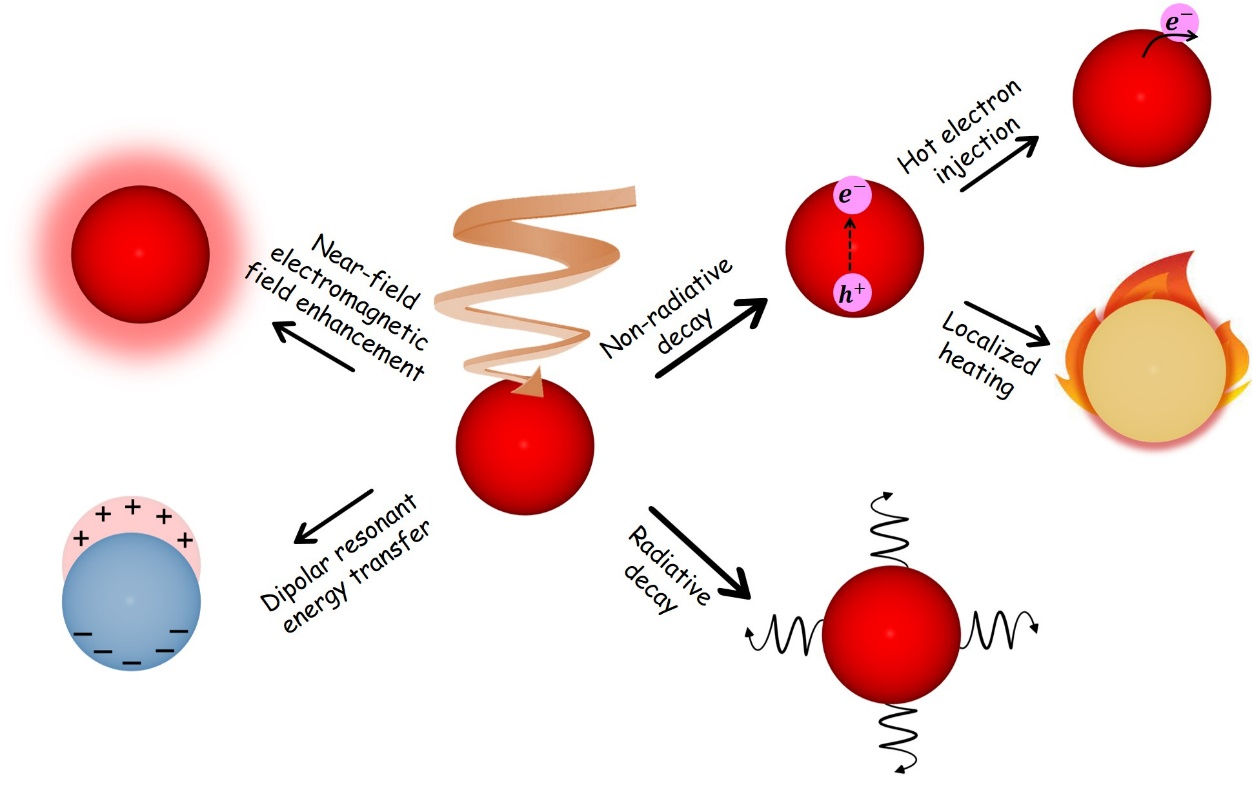 e⁻
Hot electron
injection
Near-field
electromagnetic
field enhancement
Non-radiative
decay
e⁻
h⁺
Localized
heating
Dipolar resonant
energy transfer
+ + + + +
− − − − −
Radiative
decay